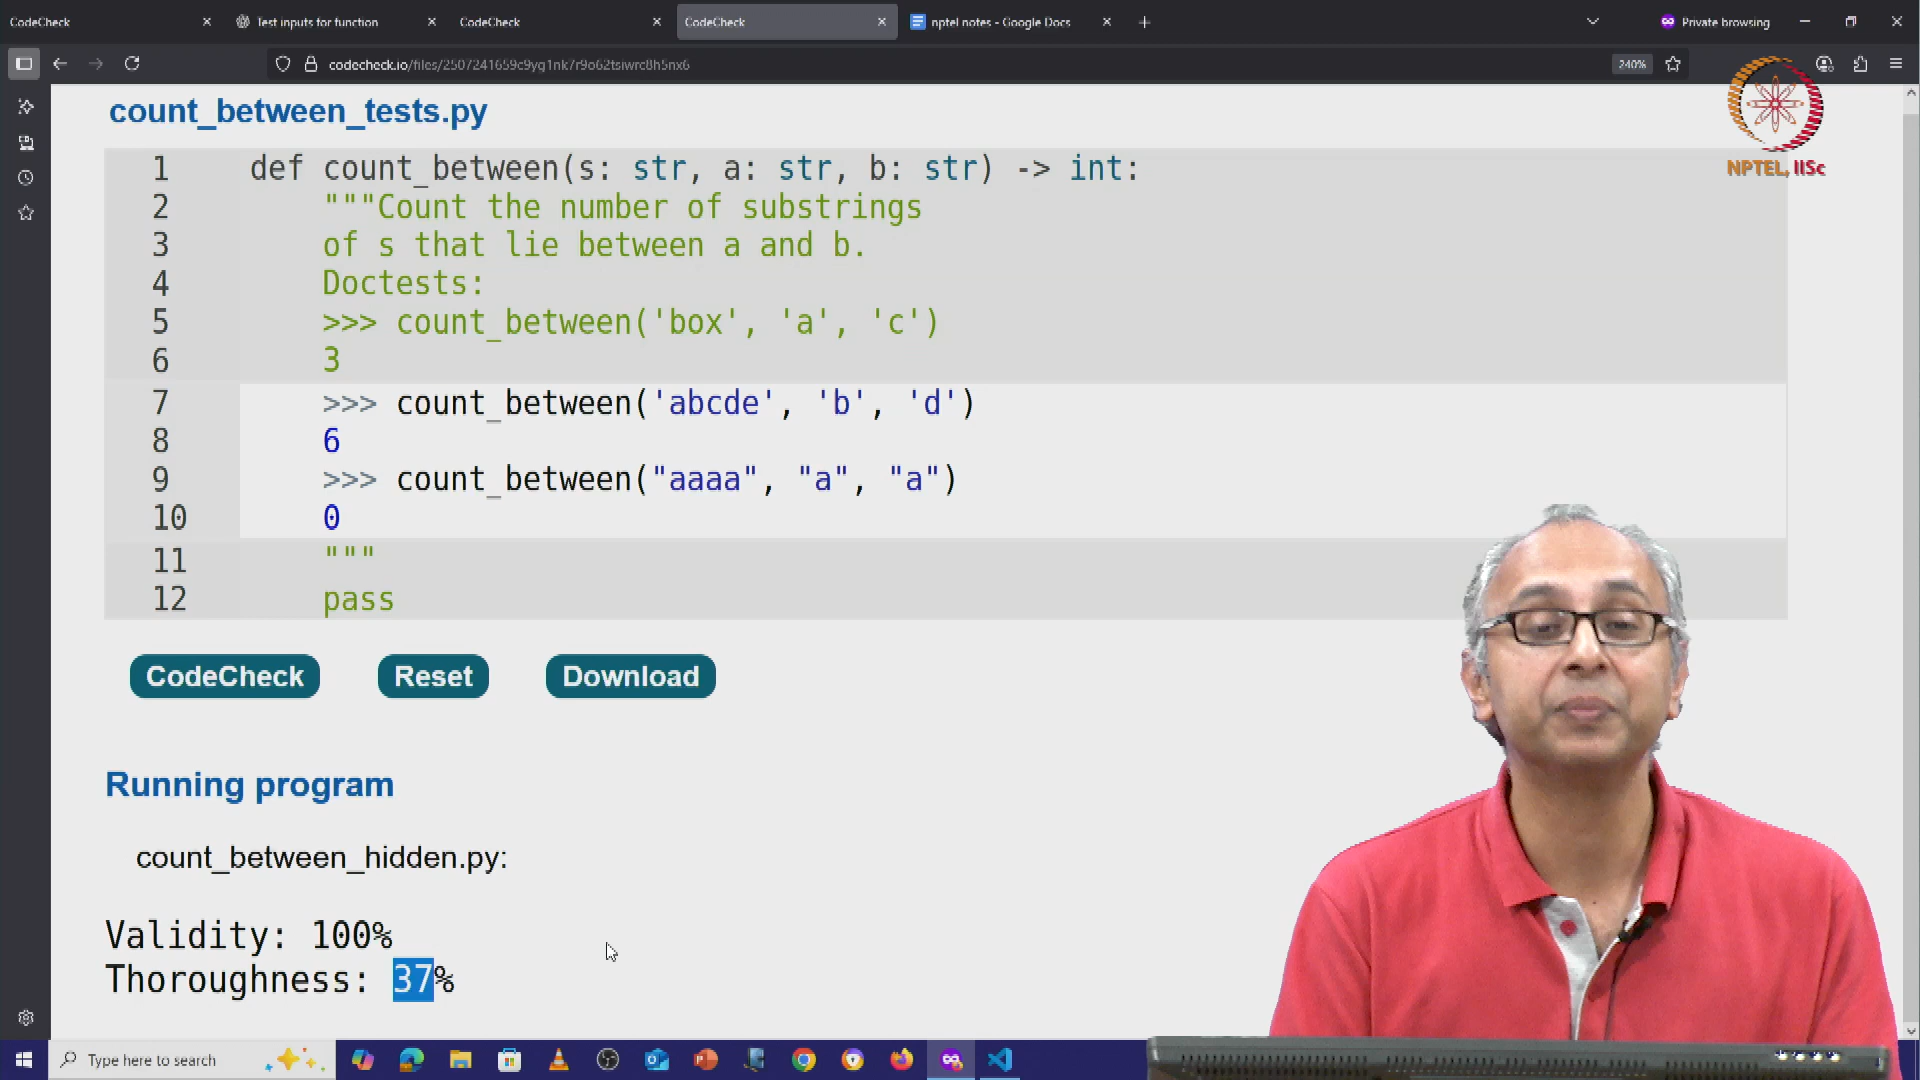 CodeCheck
Test inputs for function
CodeCheck
CodeCheck
nptel notes - Google Docs
Private browsing
codecheck.io/files/2507241659c9yg1nk7r9o62tsiwrc8h5nx6
240%
NPTEL, IISc
count_between_tests.py
1 def count_between(s: str, a: str, b: str) -> int:
2 """Count the number of substrings
3 of s that lie between a and b.
4 Doctests:
5 >>> count_between('box', 'a', 'c')
6 3
7 >>> count_between('abcde', 'b', 'd')
8 6
9 >>> count_between("aaaa", "a", "a")
10 0
11 """
12 pass
CodeCheck
Reset
Download
Running program
count_between_hidden.py:
Validity: 100%
Thoroughness: 37%
Type here to search